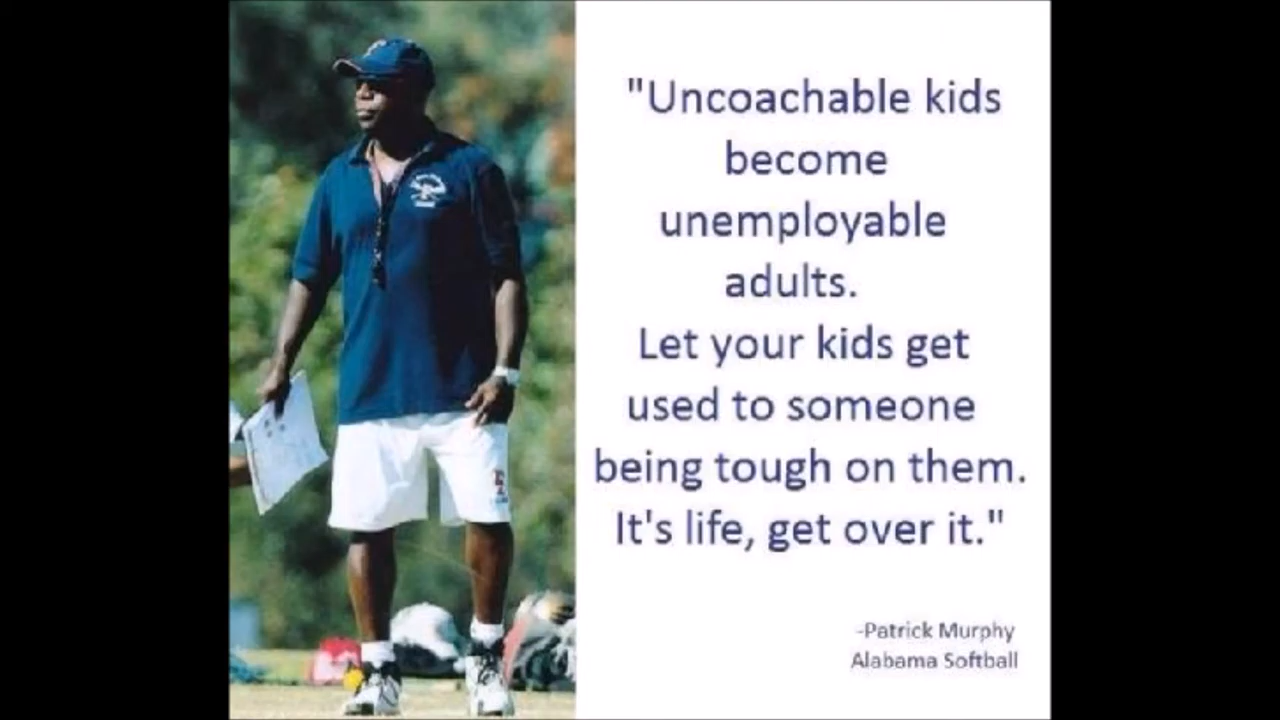 "Uncoachable kids
become
unemployable
adults.
Let your kids get
used to someone
being tough on them.
It's life, get over it."
-Patrick Murphy
Alabama Softball